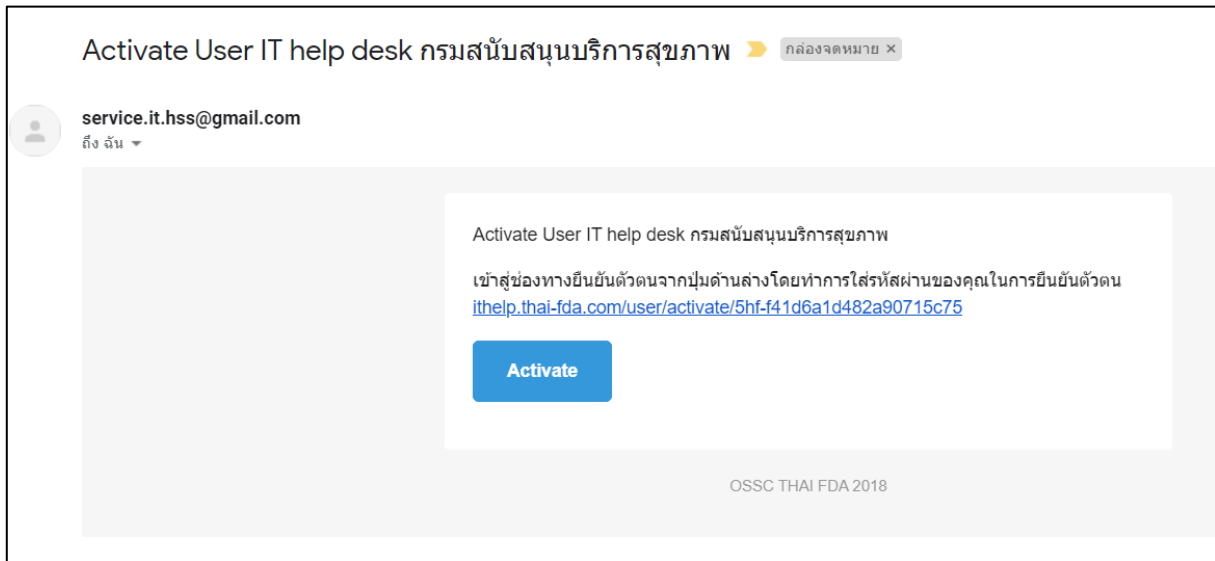 Activate User IT help desk กรมสนับสนุนบริการสุขภาพ กล่องจดหมาย ×
service.it.hss@gmail.com
ถึง ฉัน
Activate User IT help desk กรมสนับสนุนบริการสุขภาพ
เข้าสู่ช่องทางยืนยันตัวตนจากปุ่มด้านล่างโดยทำการใส่รหัสผ่านของคุณในการยืนยันตัวตน
ithelp.thai-fda.com/user/activate/5hf-f41d6a1d482a90715c75
Activate
OSSC THAI FDA 2018